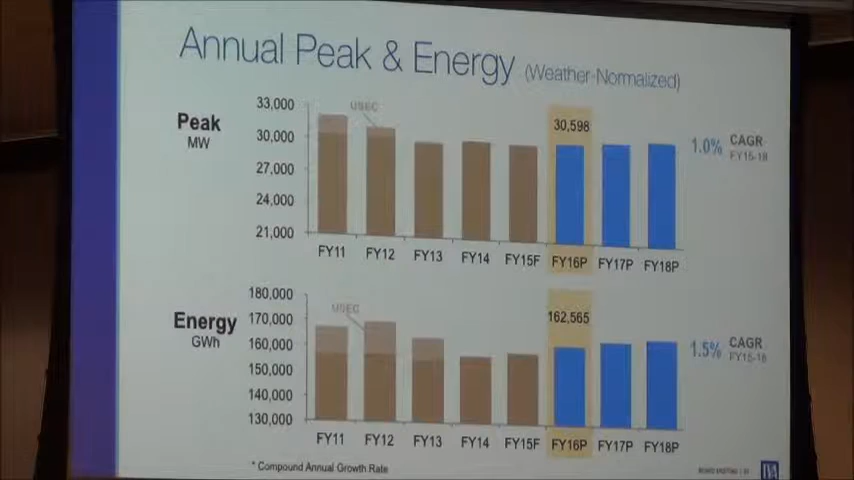 Annual Peak & Energy (Weather-Normalized)
Peak
MW
33,000
30,000
27,000
24,000
21,000
USEC
30,598
1.0% CAGR
FY15-18
FY11 FY12 FY13 FY14 FY15F FY16P FY17P FY18P
Energy
GWh
180,000
170,000
160,000
150,000
140,000
130,000
USEC
162,565
1.5% CAGR
FY15-18
FY11 FY12 FY13 FY14 FY15F FY16P FY17P FY18P
* Compound Annual Growth Rate
BOARD MEETING
TVA